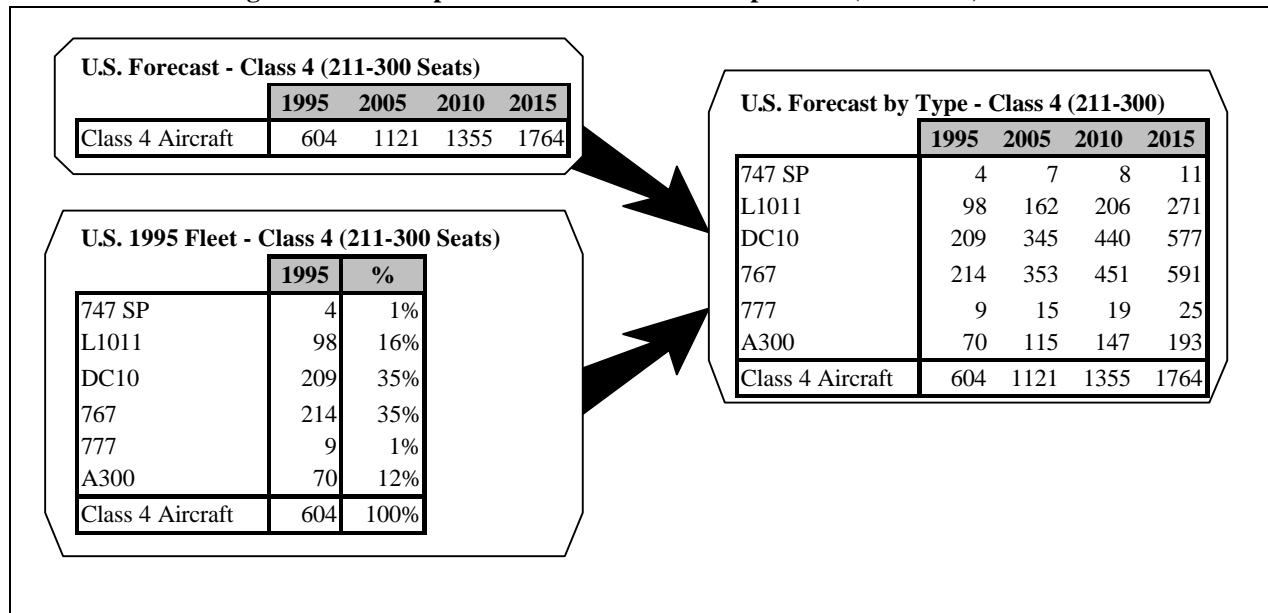 U.S. Forecast - Class 4 (211-300 Seats)
1995 2005 2010 2015
Class 4 Aircraft 604 1121 1355 1764
U.S. 1995 Fleet - Class 4 (211-300 Seats)
1995 %
747 SP 4 1%
L1011 98 16%
DC10 209 35%
767 214 35%
777 9 1%
A300 70 12%
Class 4 Aircraft 604 100%
U.S. Forecast by Type - Class 4 (211-300)
1995 2005 2010 2015
747 SP 4 7 8 11
L1011 98 162 206 271
DC10 209 345 440 577
767 214 353 451 591
777 9 15 19 25
A300 70 115 147 193
Class 4 Aircraft 604 1121 1355 1764